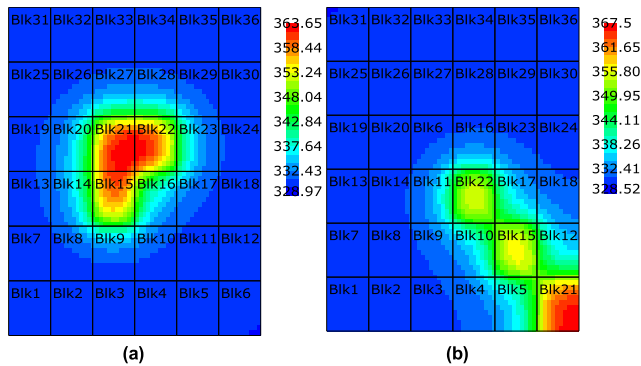 Blk31 Blk32 Blk33 Blk34 Blk35 Blk36
Blk25 Blk26 Blk27 Blk28 Blk29 Blk30
Blk19 Blk20 Blk21 Blk22 Blk23 Blk24
Blk13 Blk14 Blk15 Blk16 Blk17 Blk18
Blk7 Blk8 Blk9 Blk10 Blk11 Blk12
Blk1 Blk2 Blk3 Blk4 Blk5 Blk6
363.65
358.44
353.24
348.04
342.84
337.64
332.43
328.97
(a)
Blk31 Blk32 Blk33 Blk34 Blk35 Blk36
Blk25 Blk26 Blk27 Blk28 Blk29 Blk30
Blk19 Blk20 Blk6 Blk16 Blk23 Blk24
Blk13 Blk14 Blk11 Blk22 Blk17 Blk18
Blk7 Blk8 Blk9 Blk10 Blk15 Blk12
Blk1 Blk2 Blk3 Blk4 Blk5 Blk21
367.5
361.65
355.80
349.95
344.11
338.26
332.41
328.52
(b)